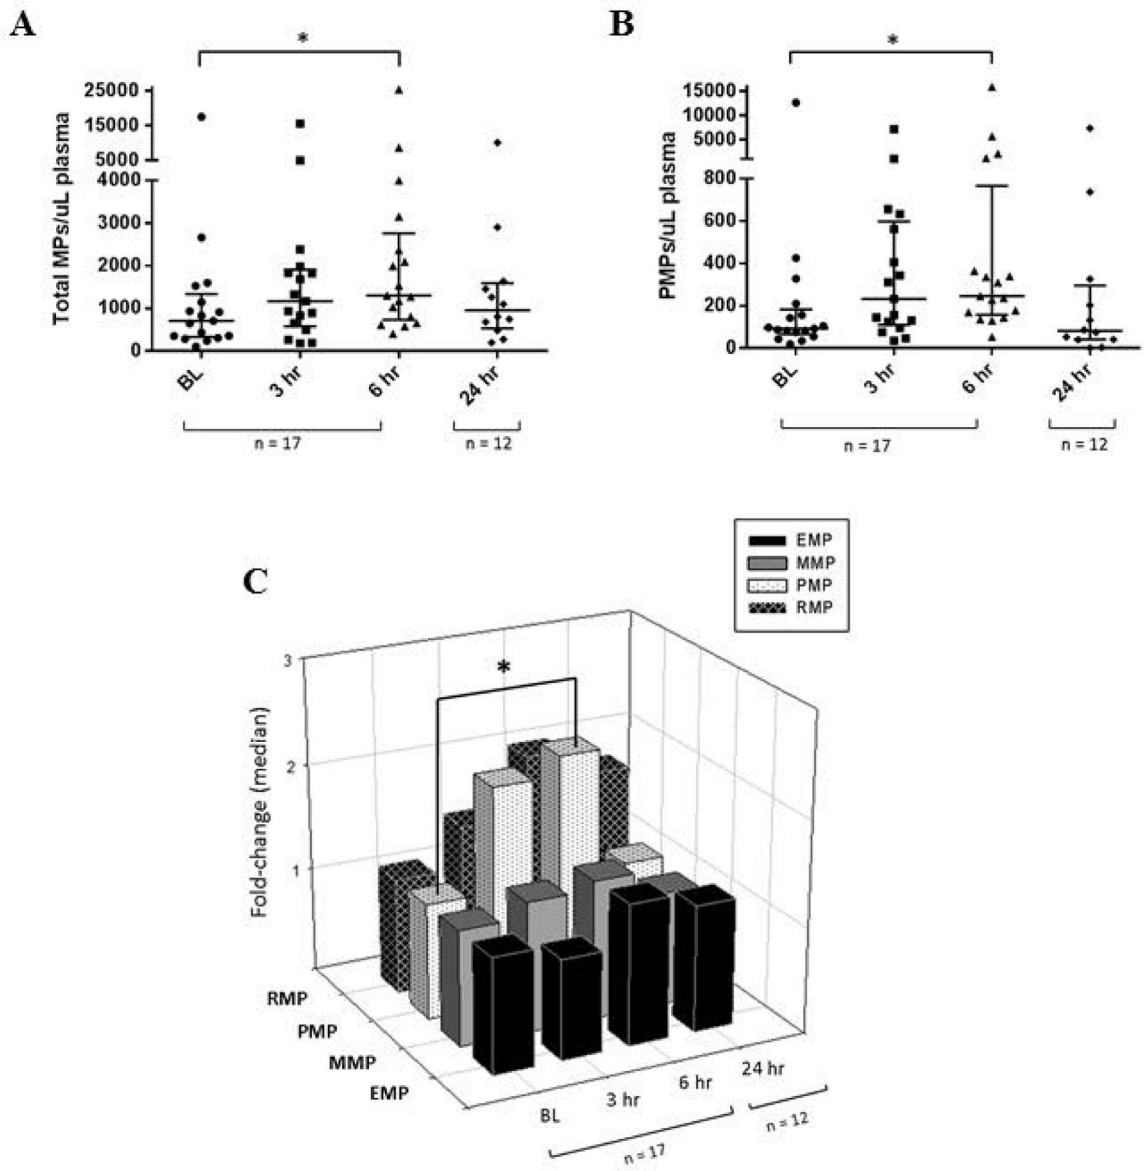 A
*
Total MPs/uL plasma
25000
15000
5000
4000
3000
2000
1000
0
BL
3 hr
6 hr
24 hr
n = 17
n = 12
B
*
PMPs/uL plasma
15000
10000
5000
800
600
400
200
0
BL
3 hr
6 hr
24 hr
n = 17
n = 12
C
EMP
MMP
PMP
RMP
*
Fold-change (median)
3
2
1
RMP
PMP
MMP
EMP
BL
3 hr
6 hr
24 hr
n = 17
n = 12